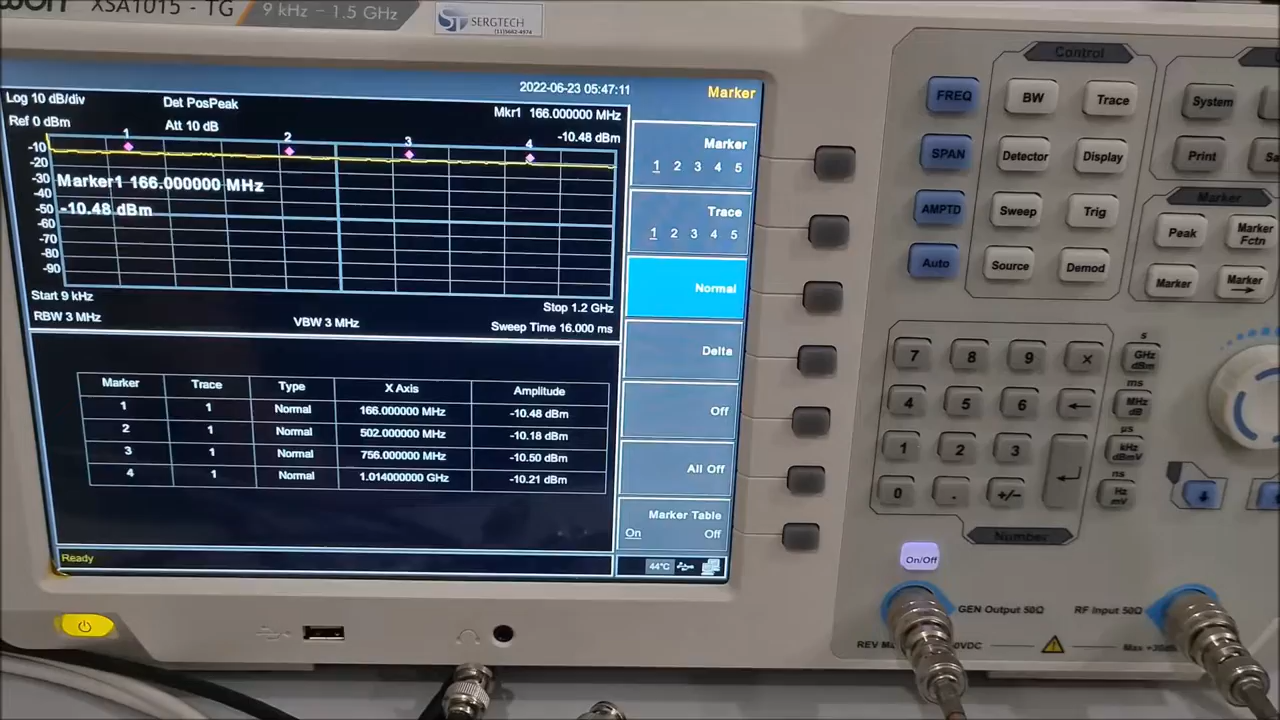 XSA1015 - TG
9 kHz – 1.5 GHz
ST SERGTECH
2022-06-23 05:47:11
Marker
Log 10 dB/div
Det PosPeak
Mkr1 166.000000 MHz
Ref 0 dBm
Att 10 dB
-10.48 dBm
1 2 3 4
-10
-20
-30
-40
-50
-60
-70
-80
-90
Marker1 166.000000 MHz
-10.48 dBm
Start 9 kHz
Stop 1.2 GHz
RBW 3 MHz
VBW 3 MHz
Sweep Time 16.000 ms
Marker Trace Type X Axis Amplitude
1 1 Normal 166.000000 MHz -10.48 dBm
2 1 Normal 502.000000 MHz -10.18 dBm
3 1 Normal 756.000000 MHz -10.50 dBm
4 1 Normal 1.014000000 GHz -10.21 dBm
Ready
Marker
1 2 3 4 5
Trace
1 2 3 4 5
Normal
Delta
Off
All Off
Marker Table
On Off
44°C
Control
FREQ BW Trace System
SPAN Detector Display Print
AMPTD Sweep Trig
Auto Source Demod
Marker
Peak Marker Fctn
Marker Marker
7 8 9 ×
4 5 6
1 2 3
0 . +/-
s
GHz
dBm
ms
MHz
dB
µs
kHz
dBmV
ns
Hz
mV
Number
On/Off
GEN Output 50Ω
RF Input 50Ω